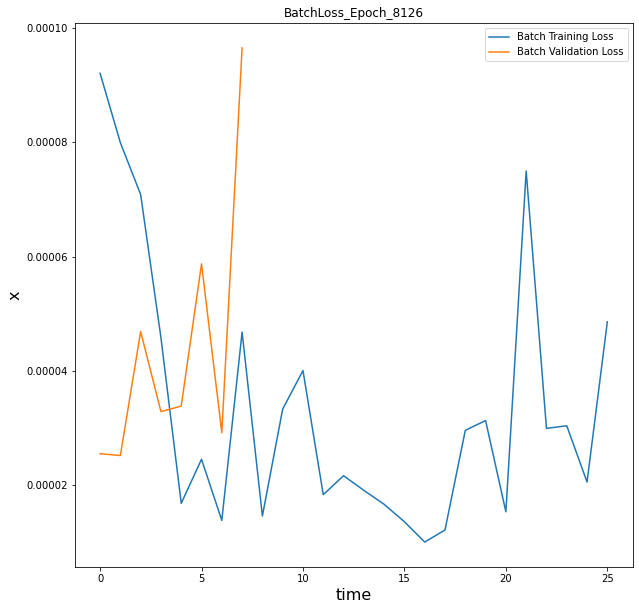 BatchLoss_Epoch_8126
Batch Training Loss
Batch Validation Loss
0.00010
0.00008
0.00006
0.00004
0.00002
x
0 5 10 15 20 25
time